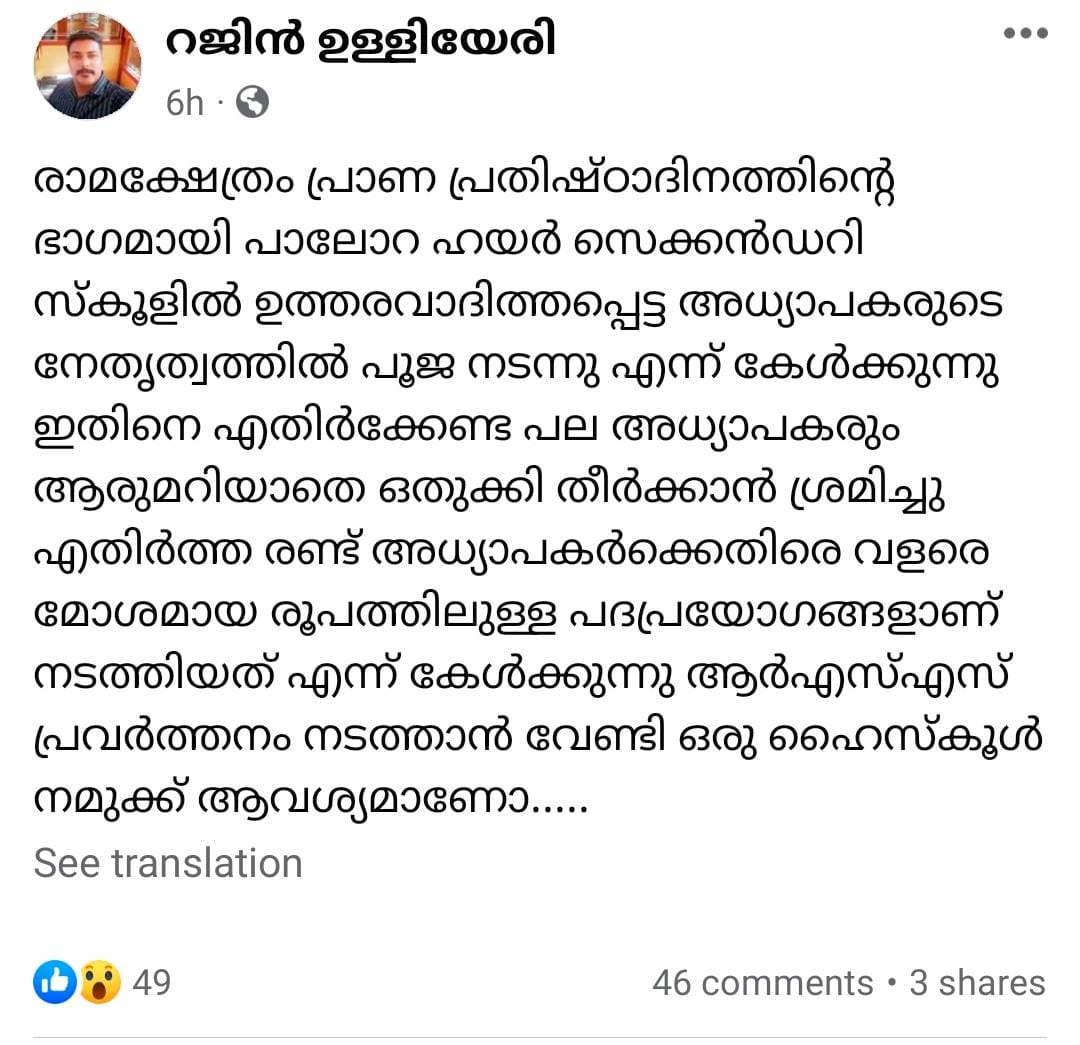 റജിൻ ഉള്ളിയേരി
6h ·
രാമക്ഷേത്രം പ്രാണ പ്രതിഷ്ഠാദിനത്തിന്റെ
ഭാഗമായി പാലോറ ഹയർ സെക്കൻഡറി
സ്കൂളിൽ ഉത്തരവാദിത്തപ്പെട്ട അധ്യാപകരുടെ
നേതൃത്വത്തിൽ പൂജ നടന്നു എന്ന് കേൾക്കുന്നു
ഇതിനെ എതിർക്കേണ്ട പല അധ്യാപകരും
ആരുമറിയാതെ ഒതുക്കി തീർക്കാൻ ശ്രമിച്ചു
എതിർത്ത രണ്ട് അധ്യാപകർക്കെതിരെ വളരെ
മോശമായ രൂപത്തിലുള്ള പദപ്രയോഗങ്ങളാണ്
നടത്തിയത് എന്ന് കേൾക്കുന്നു ആർഎസ്എസ്
പ്രവർത്തനം നടത്താൻ വേണ്ടി ഒരു ഹൈസ്കൂൾ
നമുക്ക് ആവശ്യമാണോ.....
See translation
49 46 comments • 3 shares